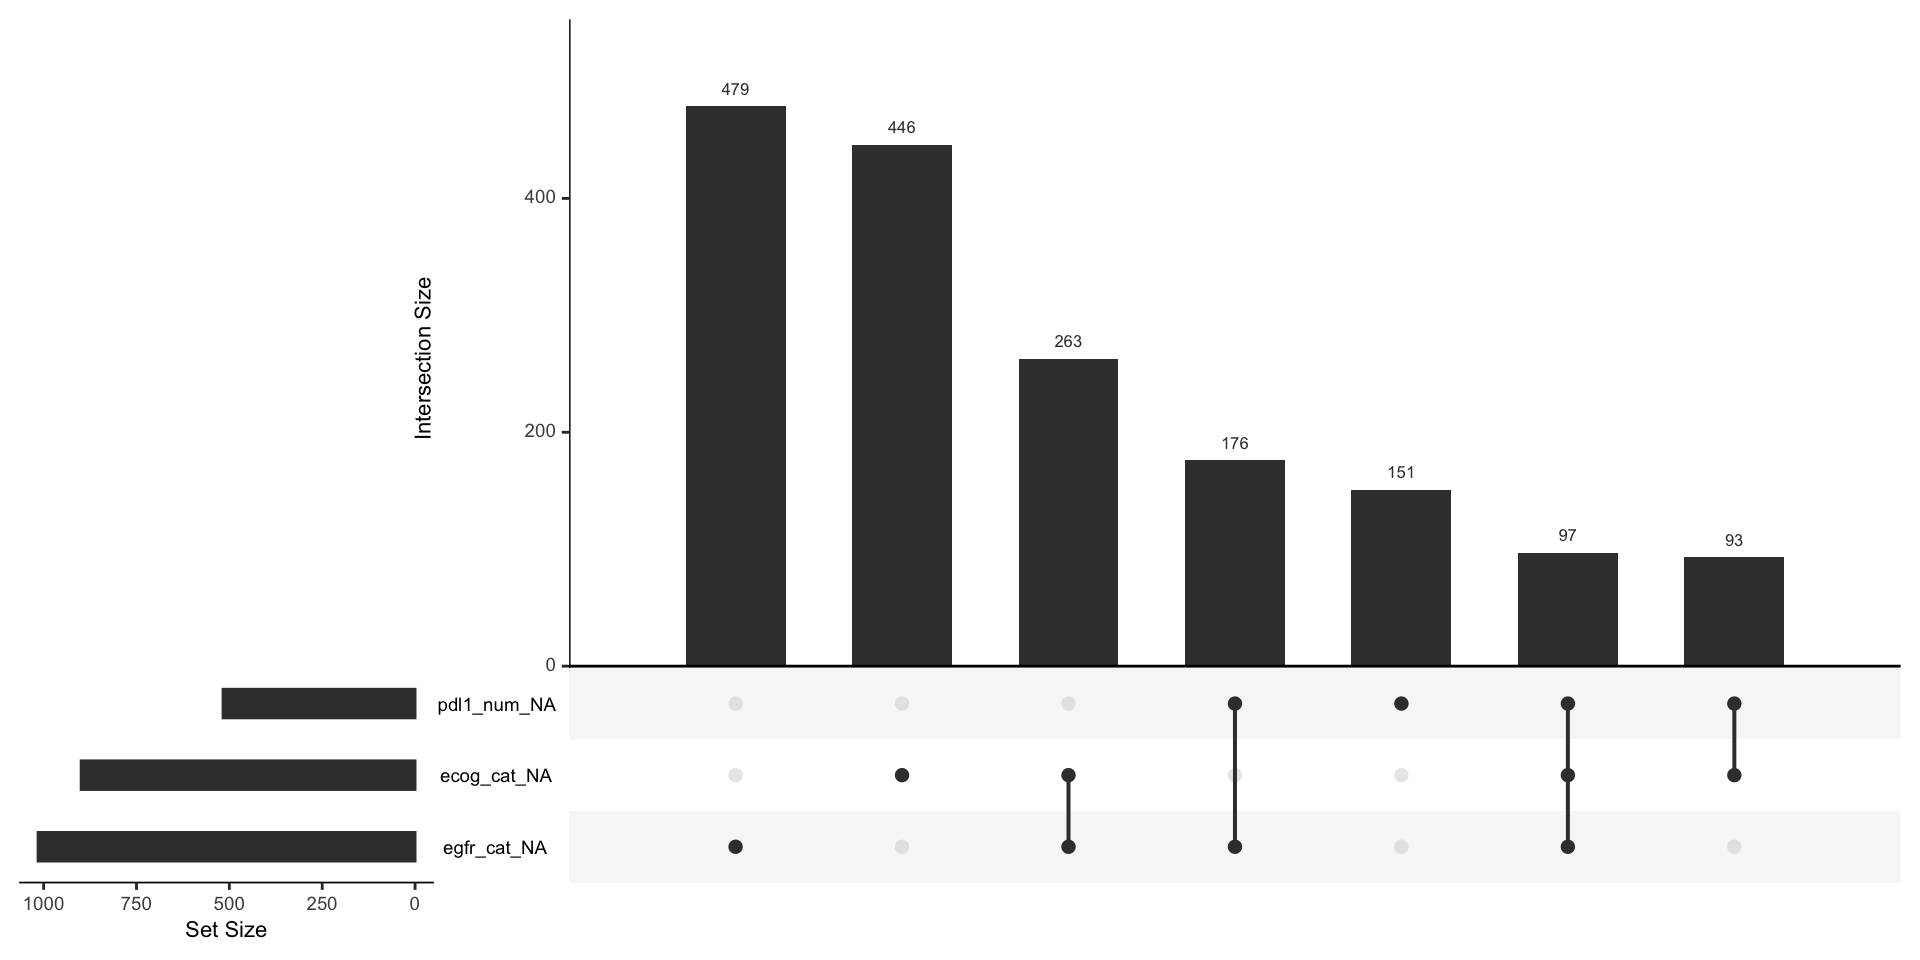 479
446
400
263
Intersection Size
200
176
151
97
93
0
pdl1_num_NA
ecog_cat_NA
egfr_cat_NA
1000 750 500 250 0
Set Size